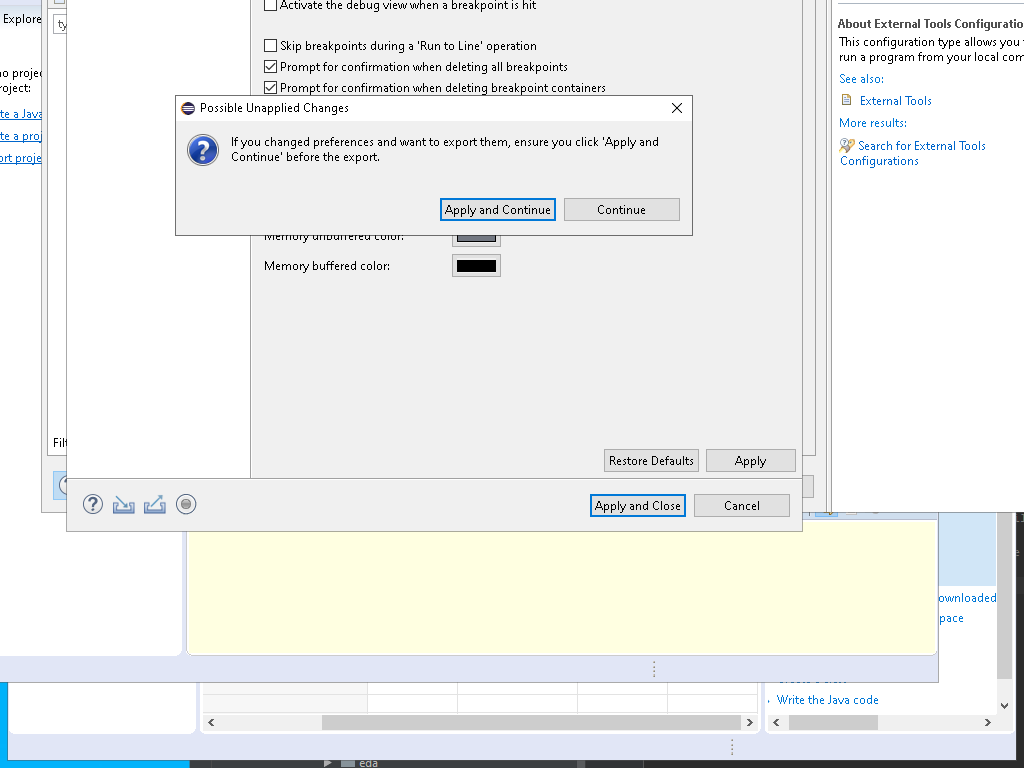 Activate the debug view when a breakpoint is hit
Explore
ty
Skip breakpoints during a 'Run to Line' operation
Prompt for confirmation when deleting all breakpoints
Prompt for confirmation when deleting breakpoint containers
no proje
roject:
te a Java
te a proj
ort proje
Possible Unapplied Changes
If you changed preferences and want to export them, ensure you click 'Apply and
Continue' before the export.
Apply and Continue
Continue
Memory unbuffered color:
Memory buffered color:
Filt
Restore Defaults
Apply
Apply and Close
Cancel
About External Tools Configuratio
This configuration type allows you t
run a program from your local com
See also:
External Tools
More results:
Search for External Tools
Configurations
ownloaded
pace
Write the Java code
eda